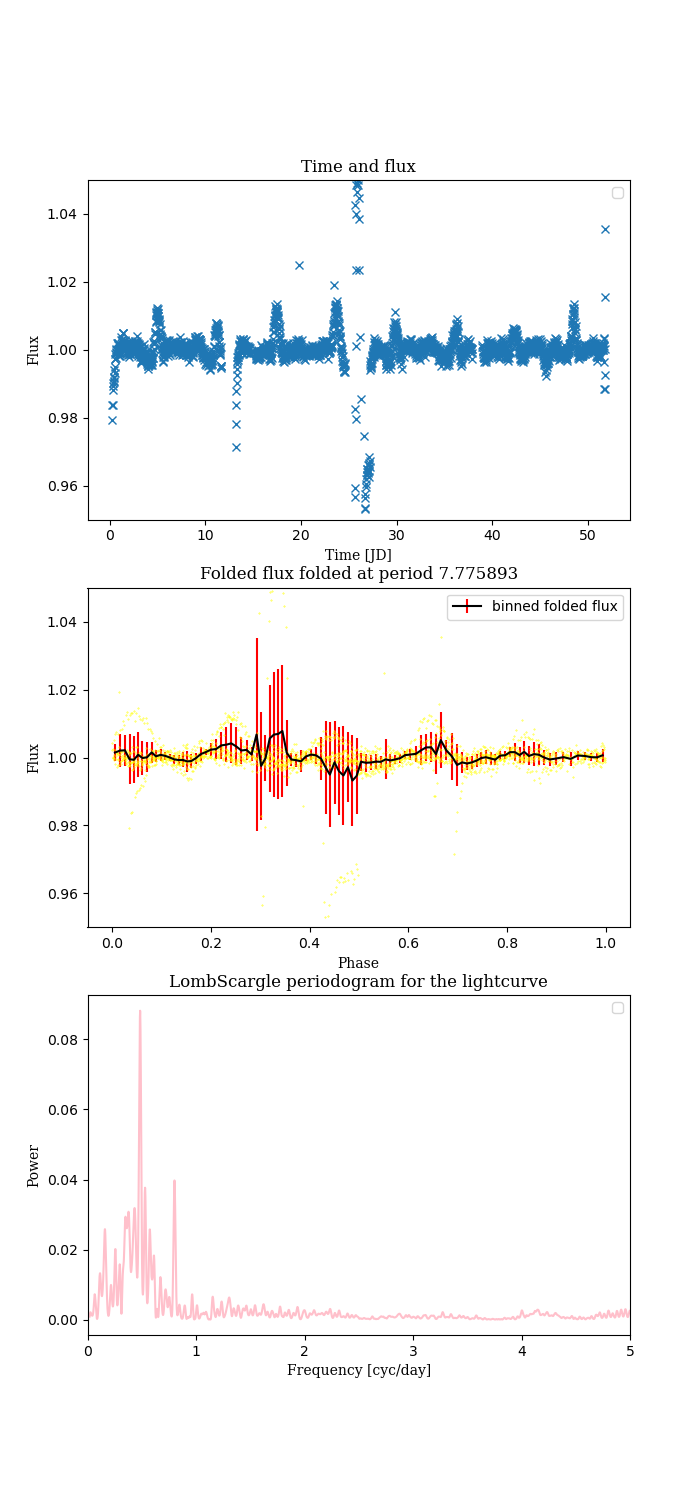 Time and flux
1.04
1.02
1.00
0.98
0.96
Flux
0 10 20 30 40 50
Time [JD]
Folded flux folded at period 7.775893
binned folded flux
1.04
1.02
1.00
0.98
0.96
Flux
0.0 0.2 0.4 0.6 0.8 1.0
Phase
LombScargle periodogram for the lightcurve
0.08
0.06
0.04
0.02
0.00
Power
0 1 2 3 4 5
Frequency [cyc/day]